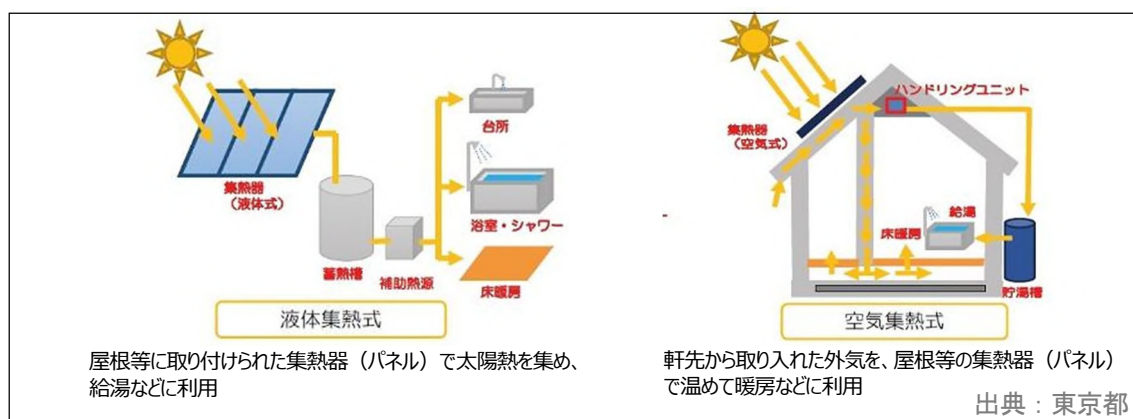 集熱器
（液体式）
蓄熱槽
補助熱源
台所
浴室・シャワー
床暖房
液体集熱式
屋根等に取り付けられた集熱器（パネル）で太陽熱を集め、
給湯などに利用
ハンドリングユニット
集熱器
（空気式）
給湯
床暖房
貯湯槽
空気集熱式
軒先から取り入れた外気を、屋根等の集熱器（パネル）
で温めて暖房などに利用
出典：東京都